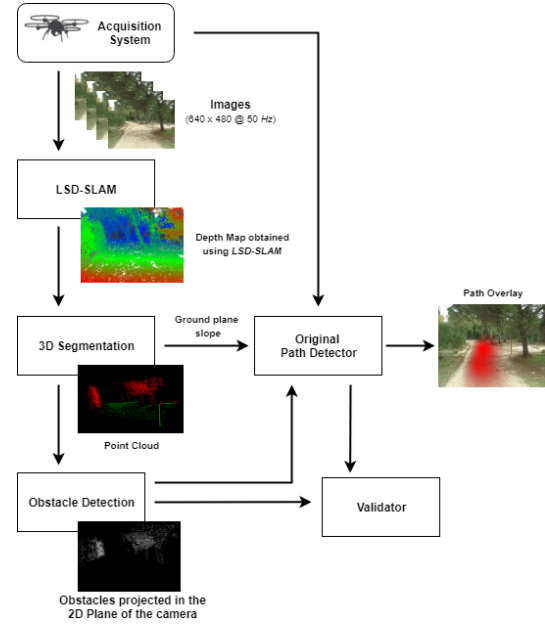 Acquisition
System
Images
(640 x 480 @ 50 Hz)
LSD-SLAM
Depth Map obtained
using LSD-SLAM
Path Overlay
Ground plane
slope
3D Segmentation
Original
Path Detector
Point Cloud
Obstacle Detection
Validator
Obstacles projected in the
2D Plane of the camera